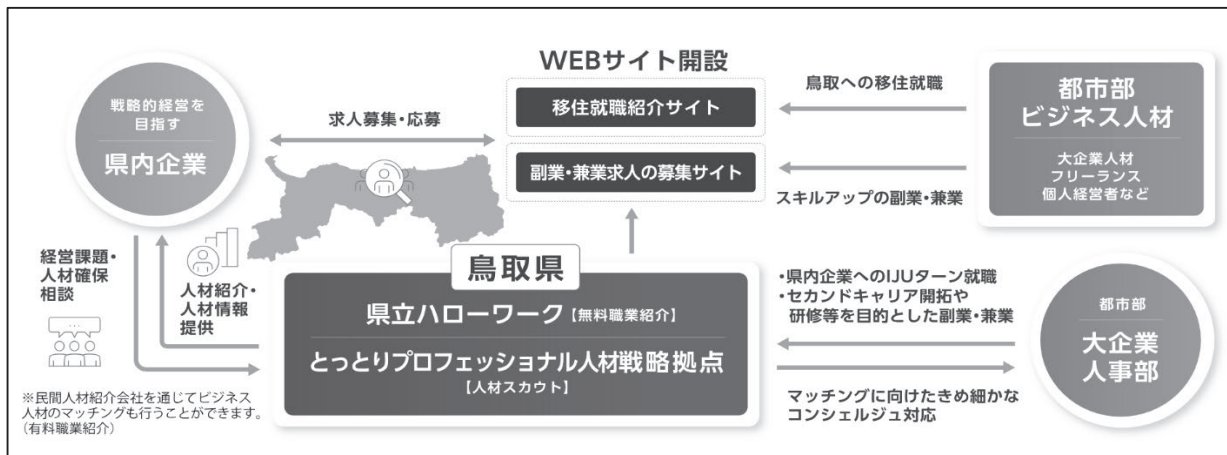 WEBサイト開設
戦略的経営を
目指す
県内企業
求人募集・応募
移住就職紹介サイト
副業・兼業求人の募集サイト
鳥取への移住就職
スキルアップの副業・兼業
都市部
ビジネス人材
大企業人材
フリーランス
個人経営者など
経営課題・
人材確保
相談
人材紹介・
人材情報
提供
鳥取県
県立ハローワーク【無料職業紹介】
とっとりプロフェッショナル人材戦略拠点
【人材スカウト】
・県内企業へのIJUターン就職
・セカンドキャリア開拓や
研修等を目的とした副業・兼業
マッチングに向けたきめ細かな
コンシェルジュ対応
都市部
大企業
人事部
※民間人材紹介会社を通じてビジネス
人材のマッチングも行うことができます。
(有料職業紹介)